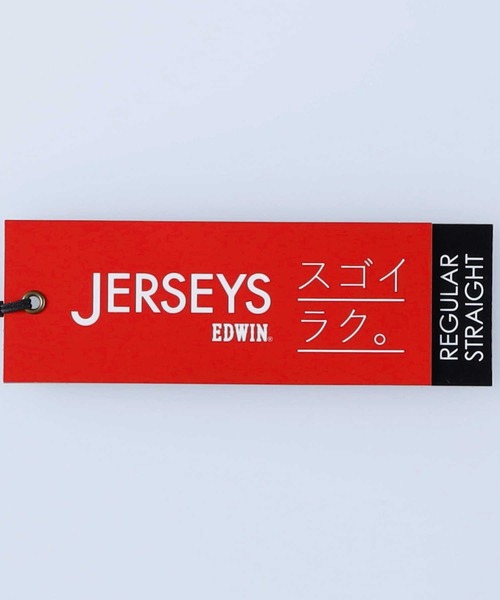 JERSEYS
EDWIN®
スゴイ
ラク。
REGULAR
STRAIGHT